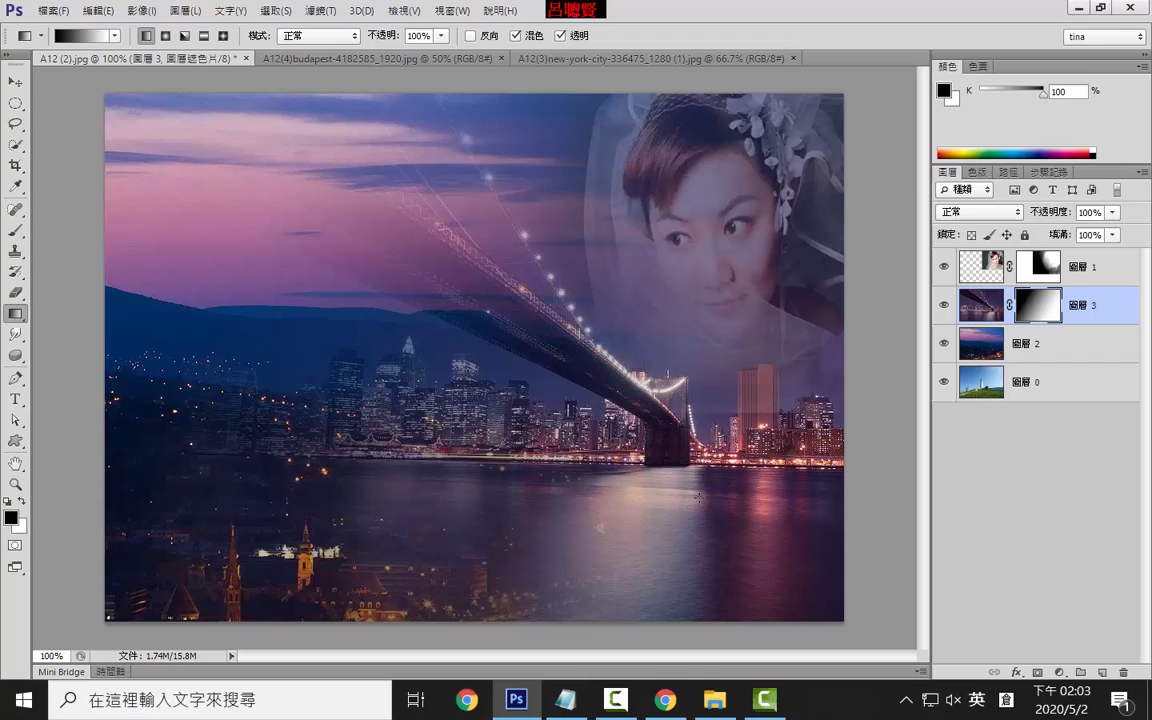 Ps 檔案(F) 編輯(E) 影像(I) 圖層(L) 文字(Y) 選取(S) 濾鏡(T) 3D(D) 檢視(V) 視窗(W) 說明(H) 呂聰賢
模式: 正常 不透明: 100% 反向 混色 透明 tina
A12 (2).jpg @ 100% (圖層 3, 圖層遮色片/8) * × A12(4)budapest-4182585_1920.jpg @ 50% (RGB/8#) × A12(3)new-york-city-336475_1280 (1).jpg @ 66.7% (RGB/8#) ×
顏色 色票
K 100 %
圖層 色版 路徑 步驟記錄
種類
正常 不透明度: 100%
鎖定: 填滿: 100%
圖層 1
圖層 3
圖層 2
圖層 0
100% 文件: 1.74M/15.8M
Mini Bridge 時間軸
在這裡輸入文字來搜尋
英
倉
下午 02:03
2020/5/2
1